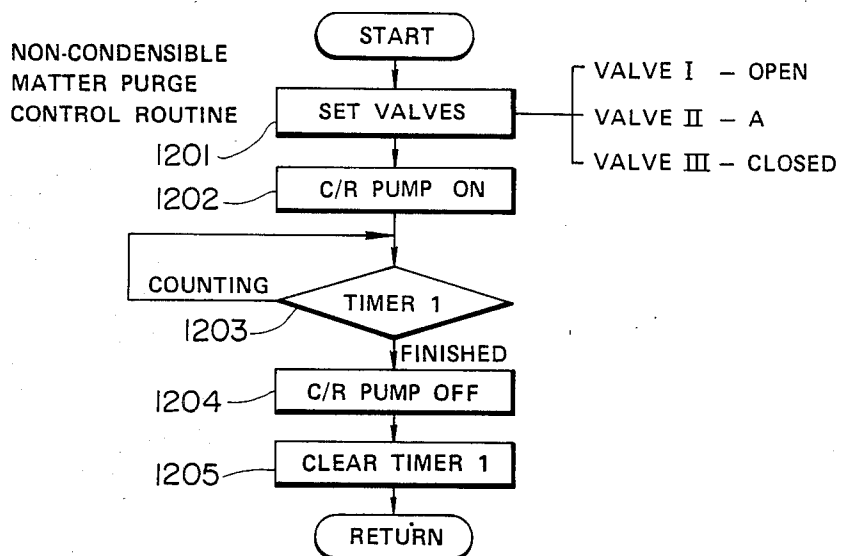 NON-CONDENSIBLE
MATTER PURGE
CONTROL ROUTINE
START
SET VALVES
VALVE I – OPEN
VALVE II – A
VALVE III – CLOSED
1201
C/R PUMP ON
1202
COUNTING
TIMER 1
1203
FINISHED
C/R PUMP OFF
1204
CLEAR TIMER 1
1205
RETURN